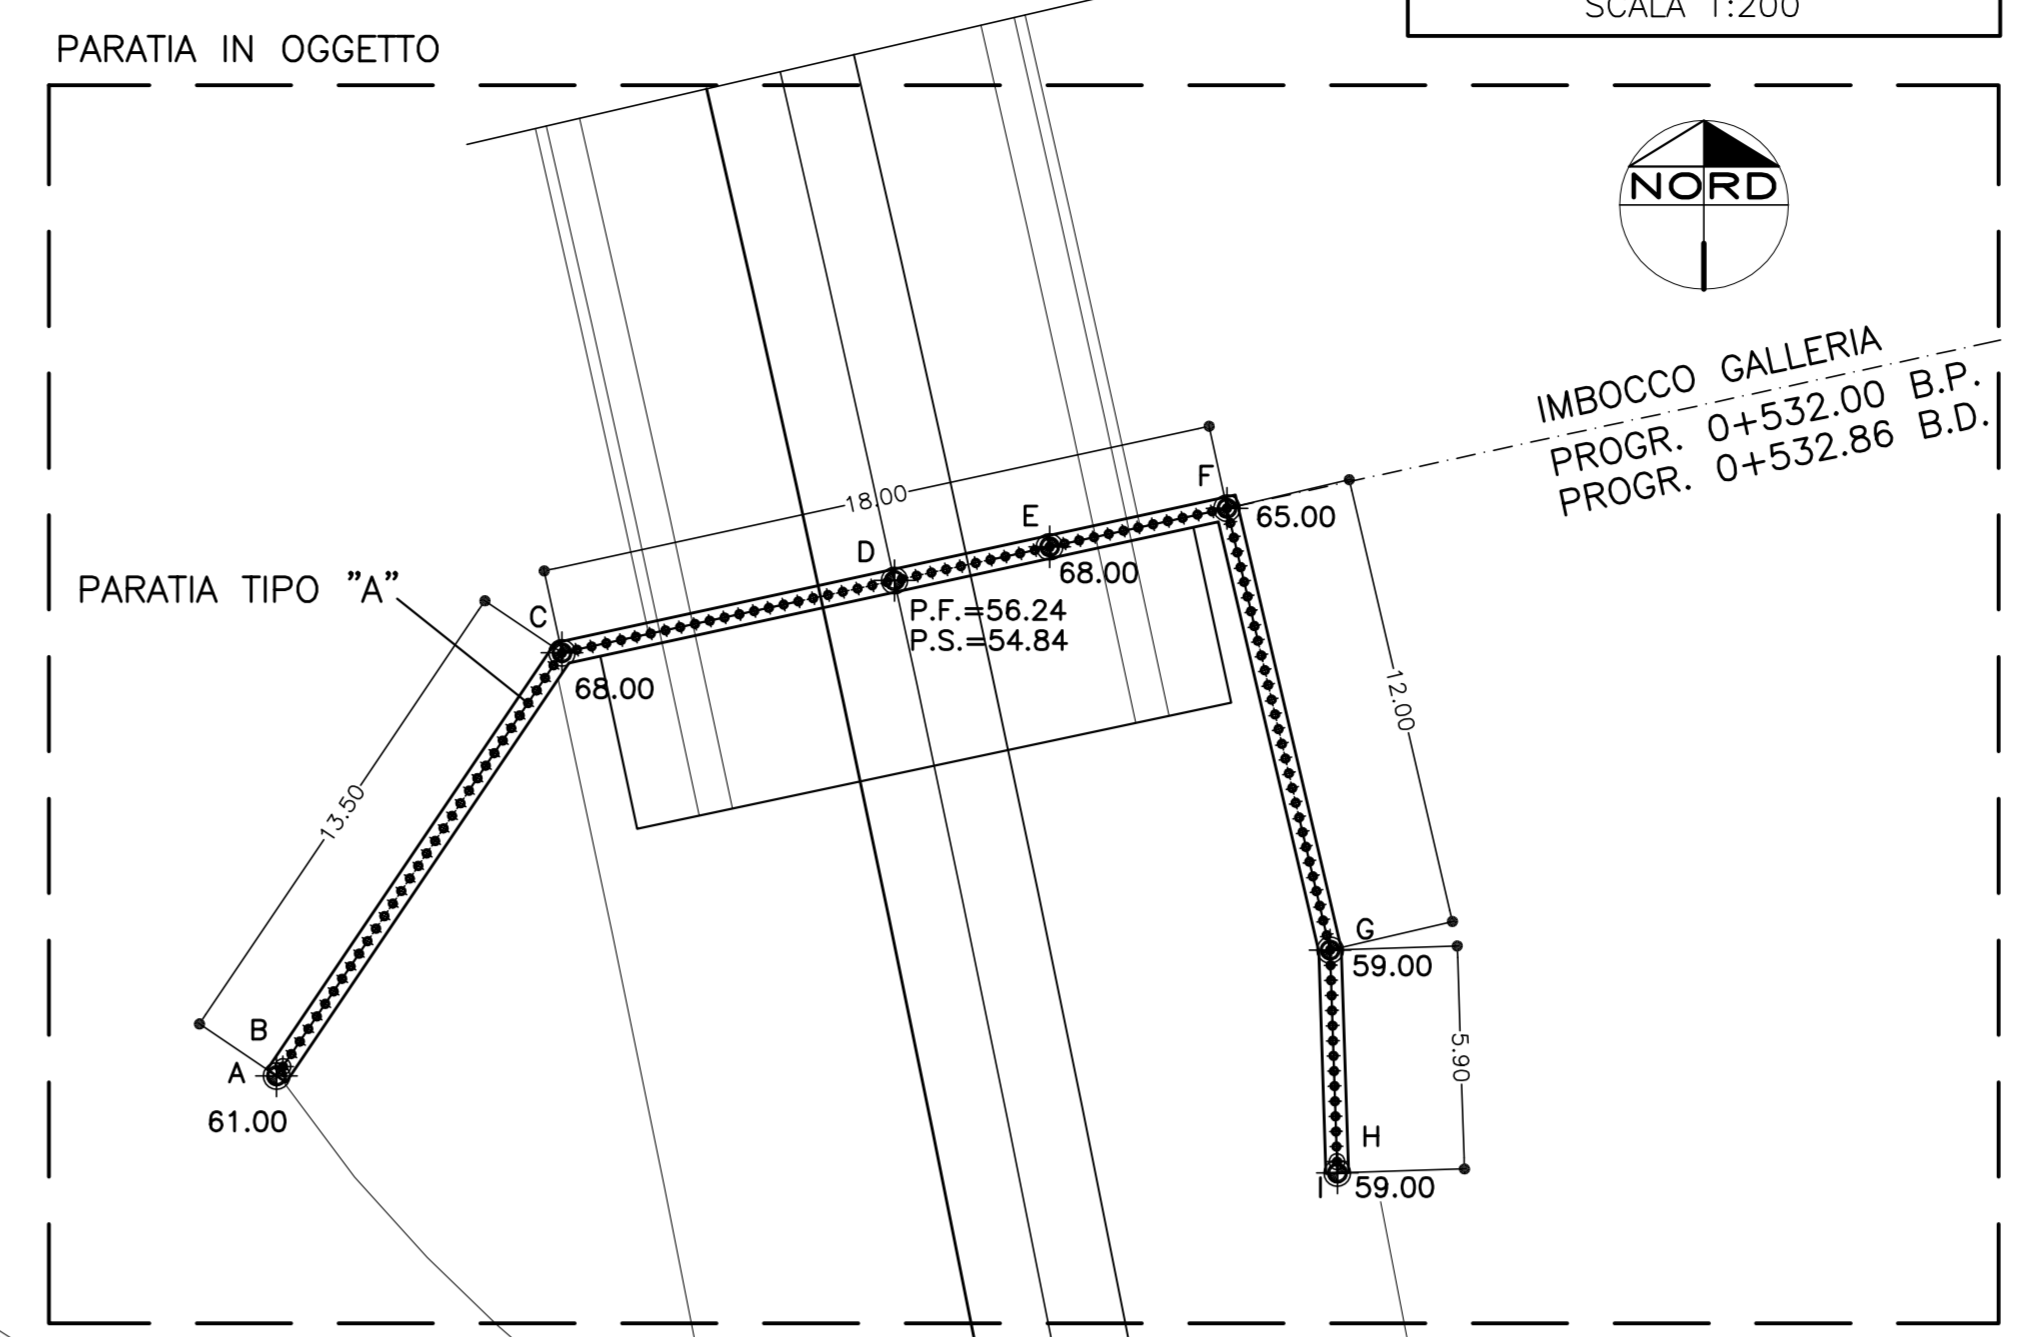 SCALA 1:200
PARATIA IN OGGETTO
NORD
IMBOCCO GALLERIA
PROGR. 0+532.00 B.P.
PROGR. 0+532.86 B.D.
18.00
F
65.00
E
68.00
D
P.F.=56.24
P.S.=54.84
PARATIA TIPO "A"
C
68.00
12.00
13.50
G
59.00
B
A
61.00
5.90
H
I
59.00